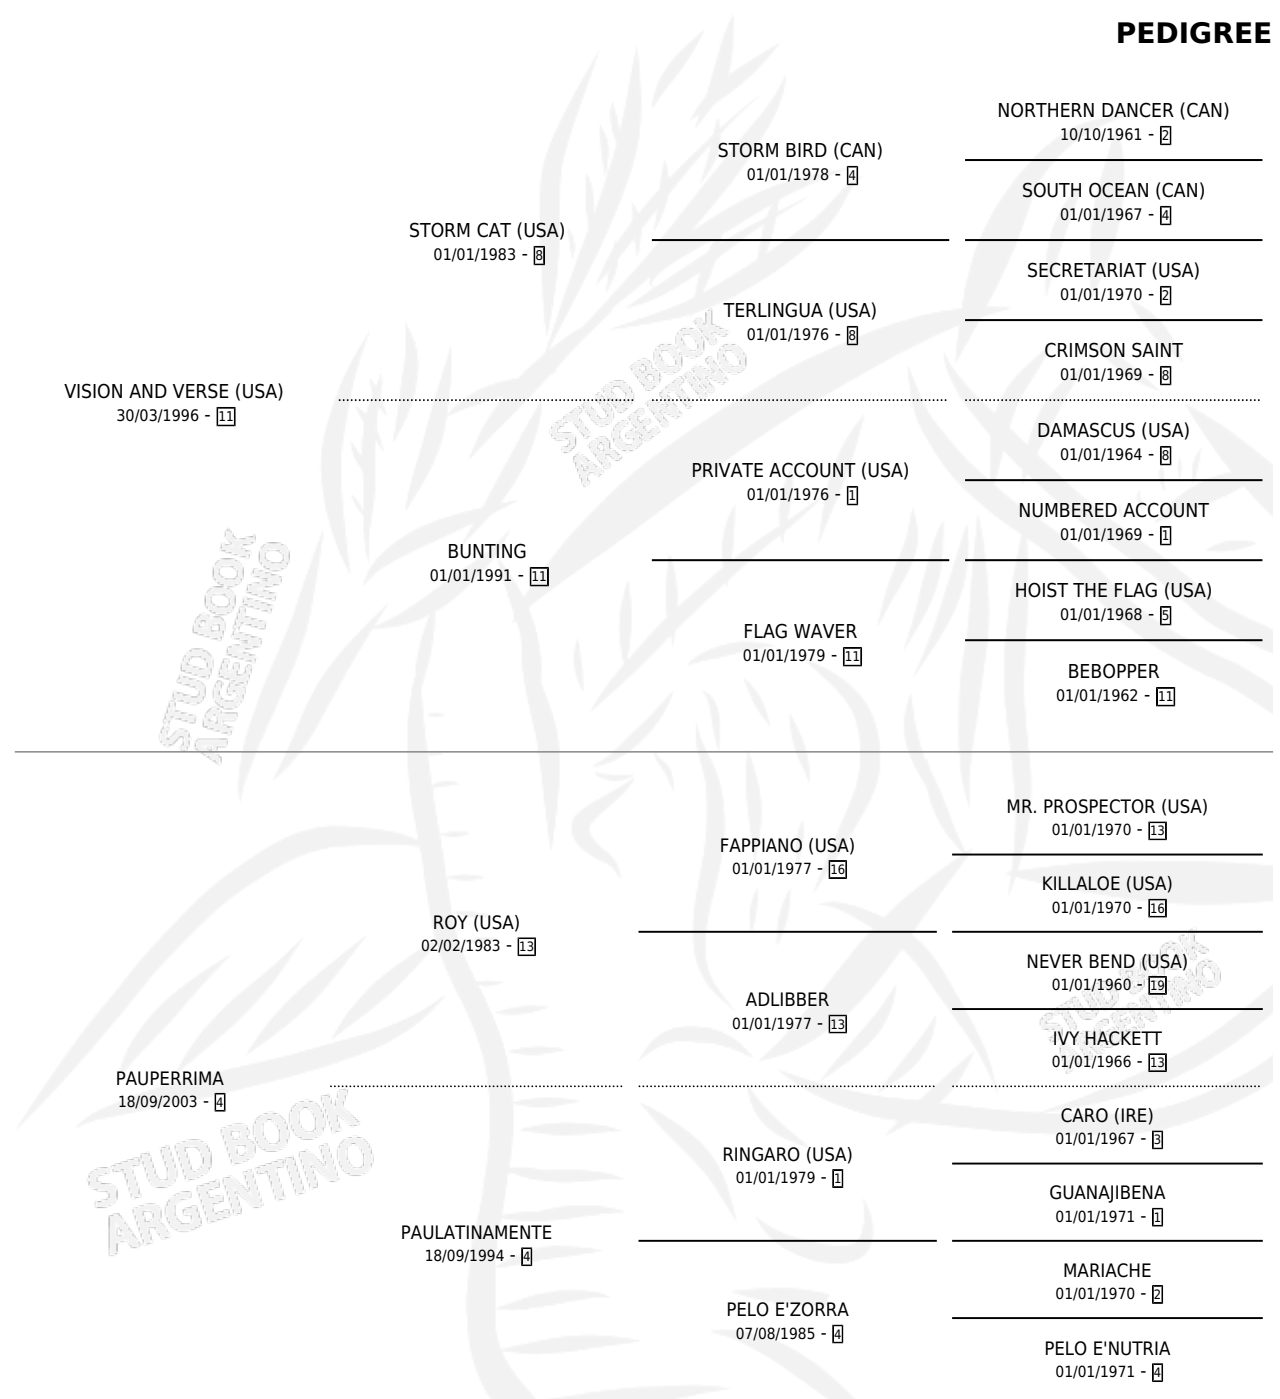 PEDIGREE
NORTHERN DANCER (CAN)
10/10/1961 - 2
STORM BIRD (CAN)
01/01/1978 - 4
SOUTH OCEAN (CAN)
01/01/1967 - 4
STORM CAT (USA)
01/01/1983 - 8
SECRETARIAT (USA)
01/01/1970 - 2
TERLINGUA (USA)
01/01/1976 - 8
CRIMSON SAINT
01/01/1969 - 8
VISION AND VERSE (USA)
30/03/1996 - 11
DAMASCUS (USA)
01/01/1964 - 8
PRIVATE ACCOUNT (USA)
01/01/1976 - 1
NUMBERED ACCOUNT
01/01/1969 - 1
BUNTING
01/01/1991 - 11
HOIST THE FLAG (USA)
01/01/1968 - 5
FLAG WAVER
01/01/1979 - 11
BEBOPPER
01/01/1962 - 11
MR. PROSPECTOR (USA)
01/01/1970 - 13
FAPPIANO (USA)
01/01/1977 - 16
KILLALOE (USA)
01/01/1970 - 16
ROY (USA)
02/02/1983 - 13
NEVER BEND (USA)
01/01/1960 - 19
ADLIBBER
01/01/1977 - 13
IVY HACKETT
01/01/1966 - 13
PAUPERRIMA
18/09/2003 - 4
CARO (IRE)
01/01/1967 - 3
RINGARO (USA)
01/01/1979 - 1
GUANAJIBENA
01/01/1971 - 1
PAULATINAMENTE
18/09/1994 - 4
MARIACHE
01/01/1970 - 2
PELO E'ZORRA
07/08/1985 - 4
PELO E'NUTRIA
01/01/1971 - 4
STUD BOOK
ARGENTINO
STUD BOOK
ARGENTINO
STUD BOOK
ARGENTINO
STUD BOOK
ARGENTINO